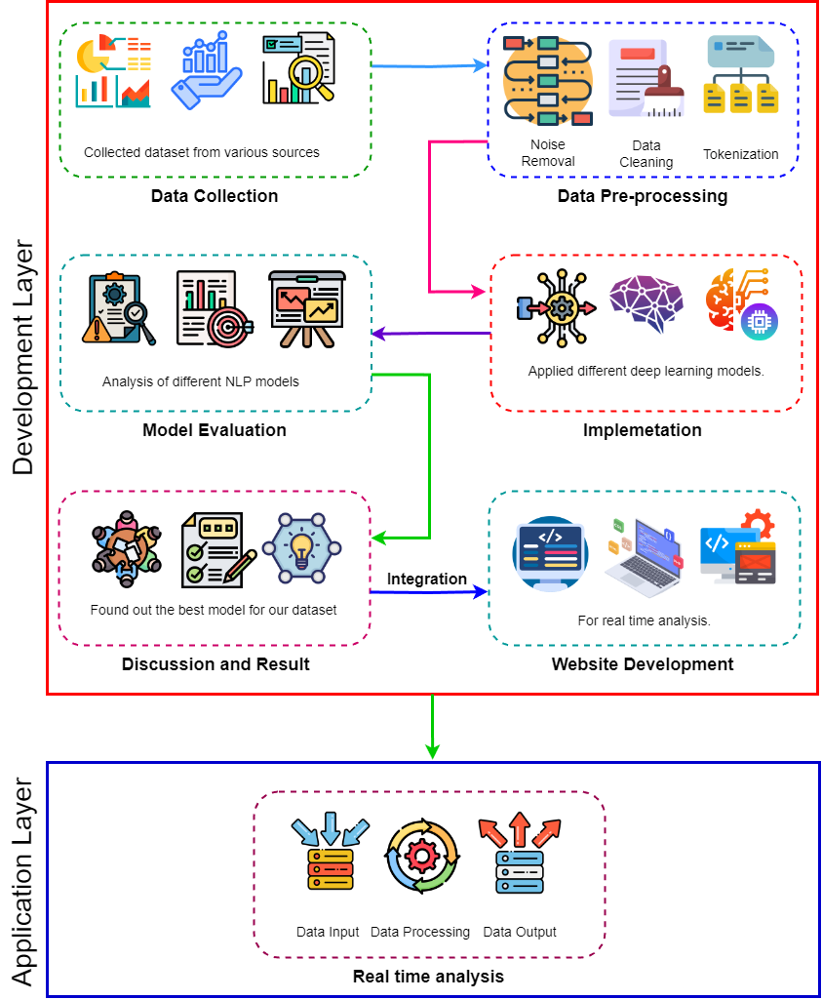 Development Layer
Collected dataset from various sources
Data Collection
Noise
Removal
Data
Cleaning
Tokenization
Data Pre-processing
Analysis of different NLP models
Model Evaluation
Applied different deep learning models.
Implemetation
Found out the best model for our dataset
Discussion and Result
Integration
</>
</>
For real time analysis.
Website Development
Application Layer
Data Input
Data Processing
Data Output
Real time analysis